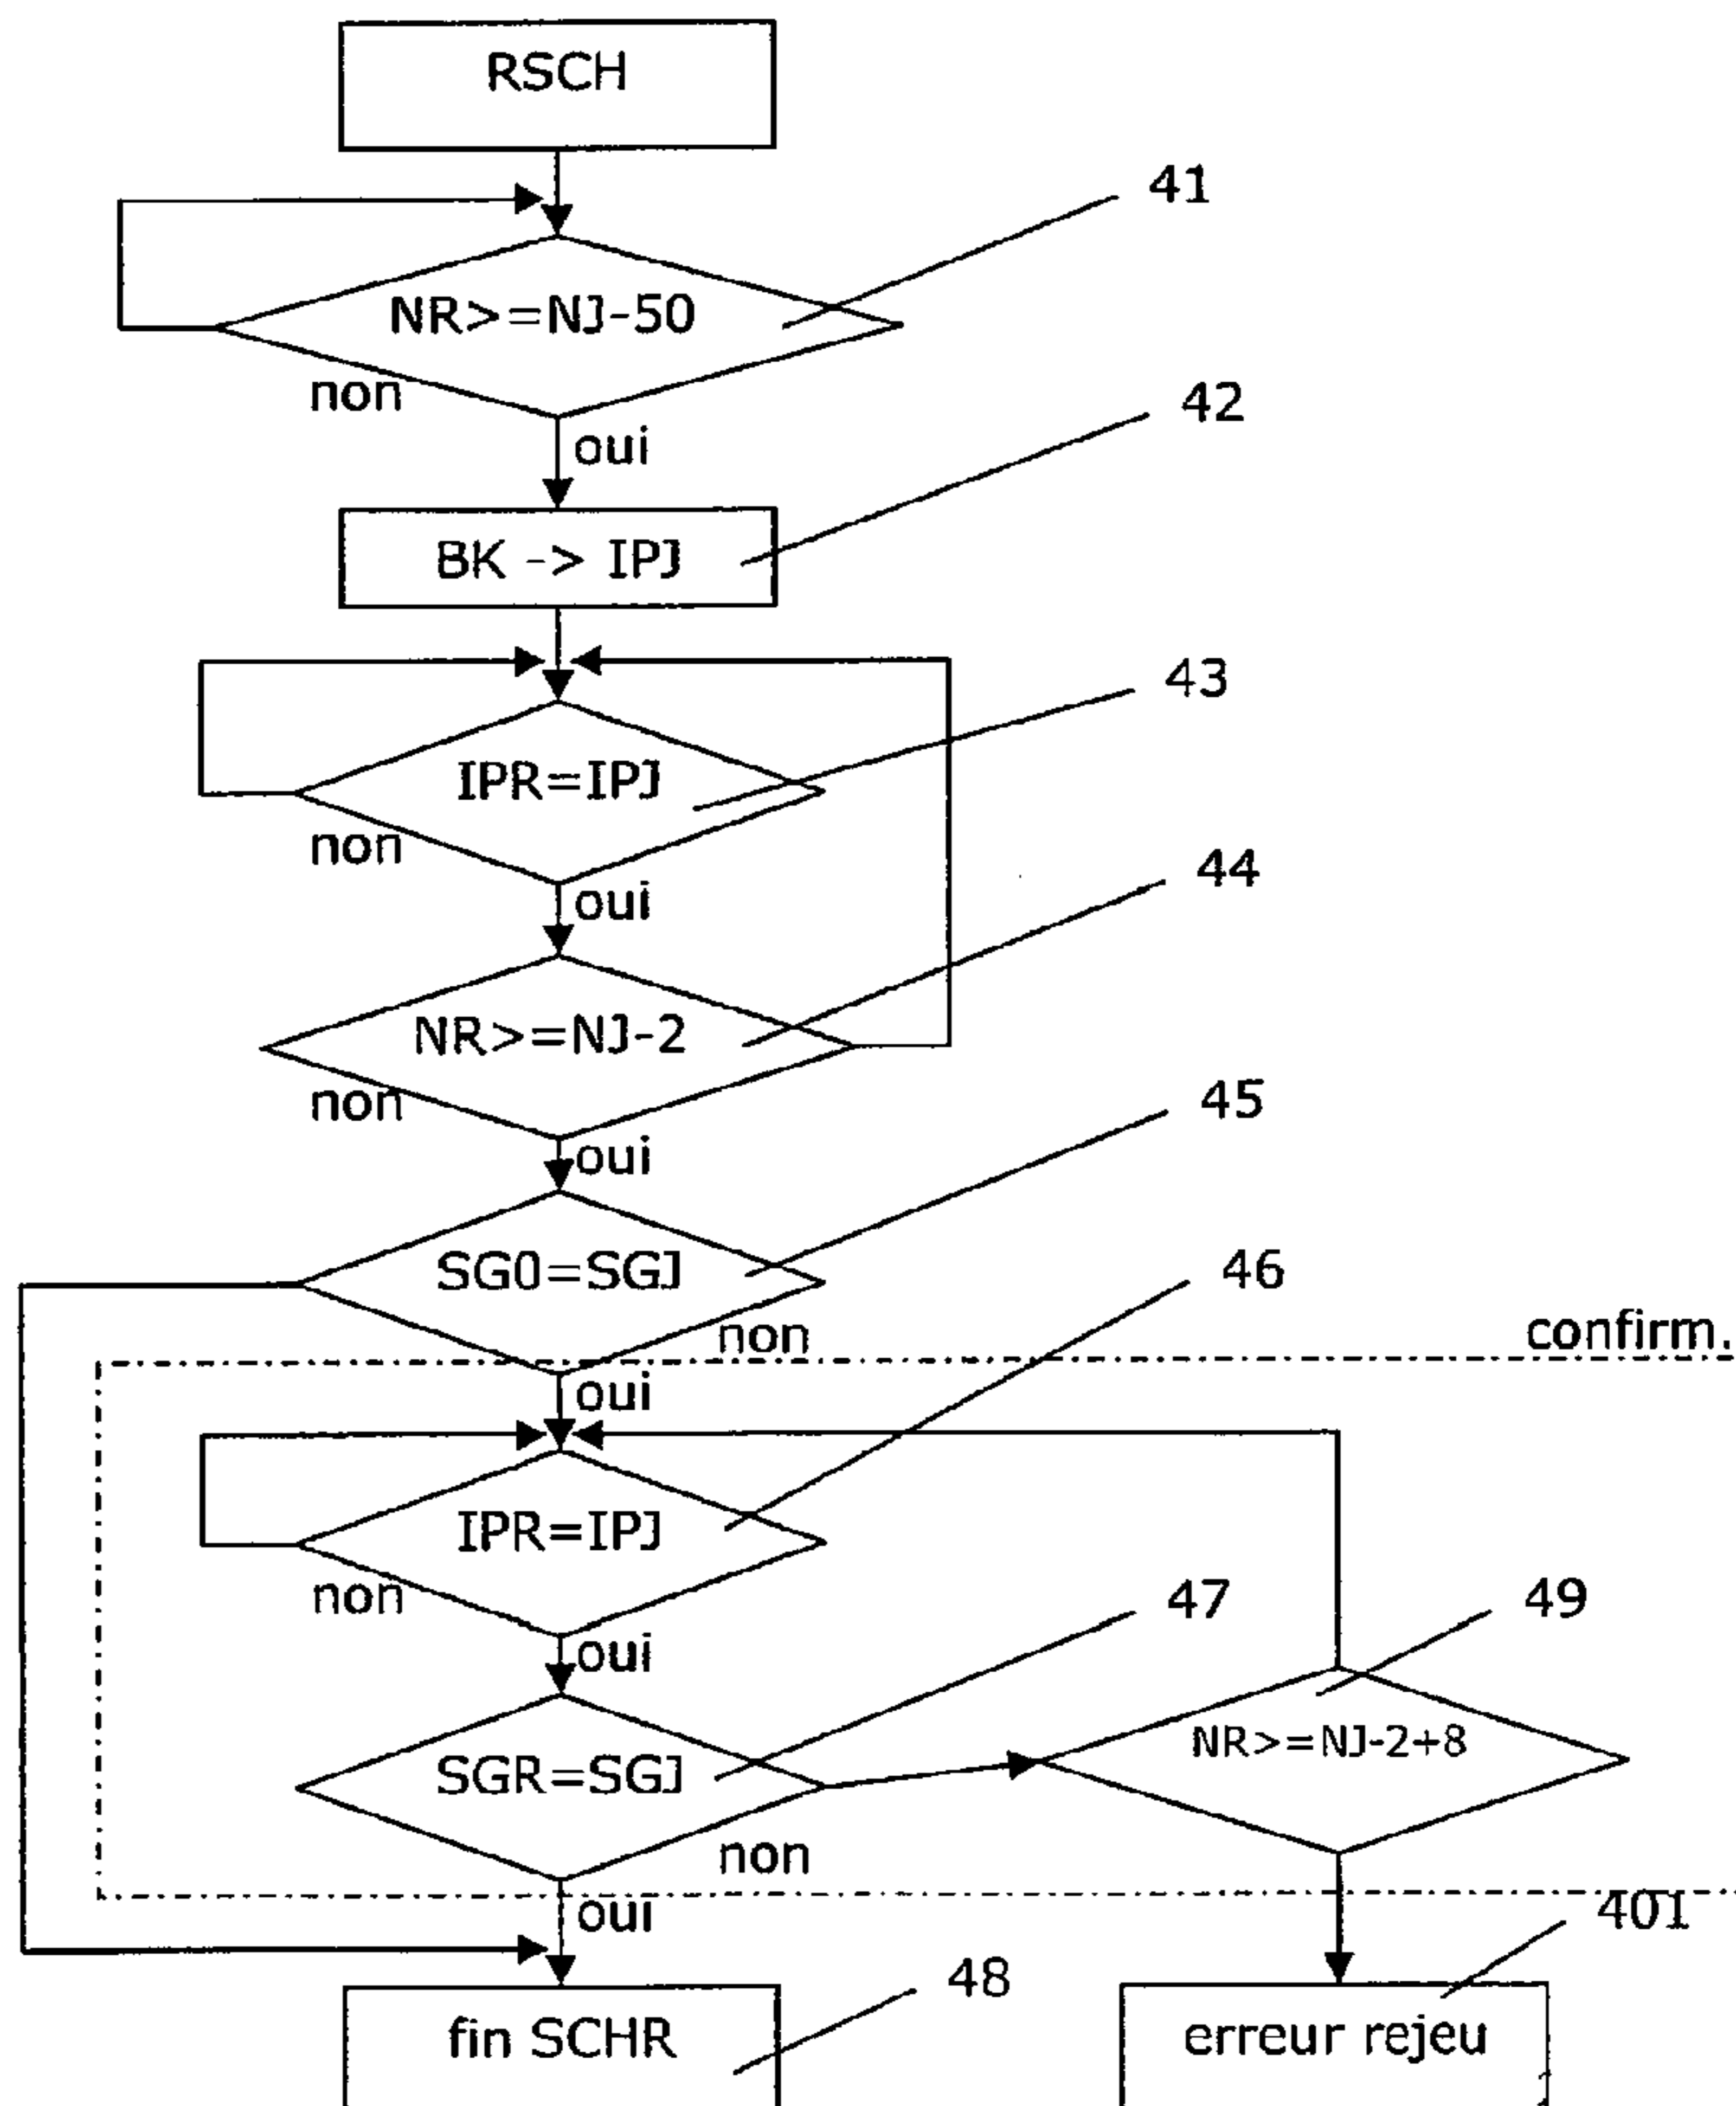 RSCH
41
NR>=NJ-50
non
oui
42
BK -> IPJ
43
IPR=IPJ
non
oui
44
NR>=NJ-2
non
oui
45
SG0=SGJ
non
confirm.
oui
46
IPR=IPJ
non
oui
47
49
SGR=SGJ
NR>=NJ-2+8
non
oui
401
48
fin SCHR
erreur rejeu